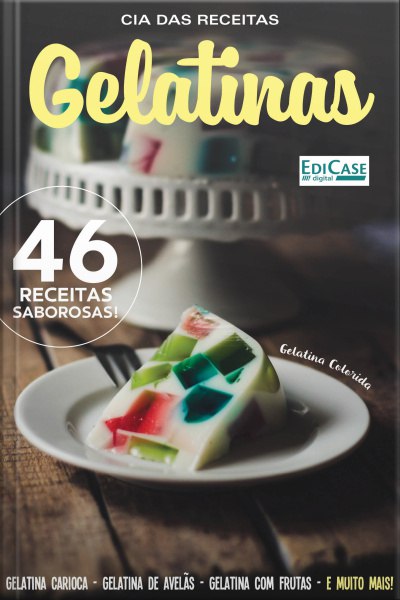 CIA DAS RECEITAS
Gelatinas
EDICASE
digital
46
RECEITAS
SABOROSAS!
Gelatina Colorida
GELATINA CARIOCA - GELATINA DE AVELÃS - GELATINA COM FRUTAS - E MUITO MAIS!